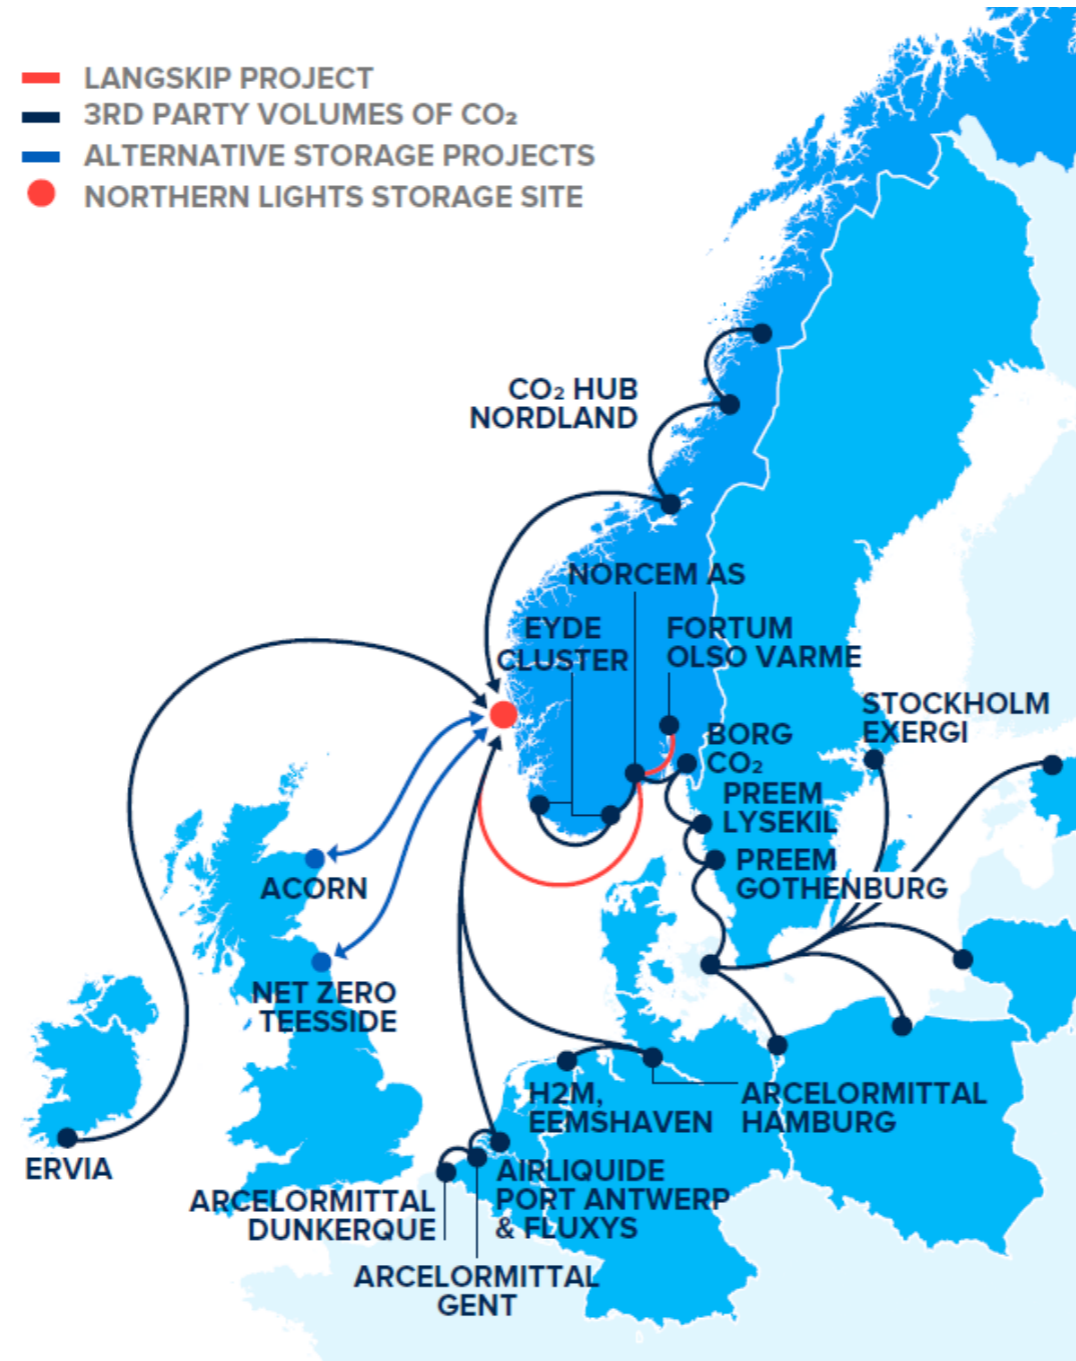 LANGSKIP PROJECT
3RD PARTY VOLUMES OF CO₂
ALTERNATIVE STORAGE PROJECTS
NORTHERN LIGHTS STORAGE SITE
CO₂ HUB
NORDLAND
NORCEM AS
EYDE
CLUSTER
FORTUM
OLSO VARME
STOCKHOLM
EXERGI
BORG
CO₂
PREEM
LYSEKIL
PREEM
GOTHENBURG
ACORN
NET ZERO
TEESSIDE
H2M,
EEMSHAVEN
ARCELORMITTAL
HAMBURG
ERVIA
AIRLIQUIDE
PORT ANTWERP
& FLUXYS
ARCELORMITTAL
DUNKERQUE
ARCELORMITTAL
GENT